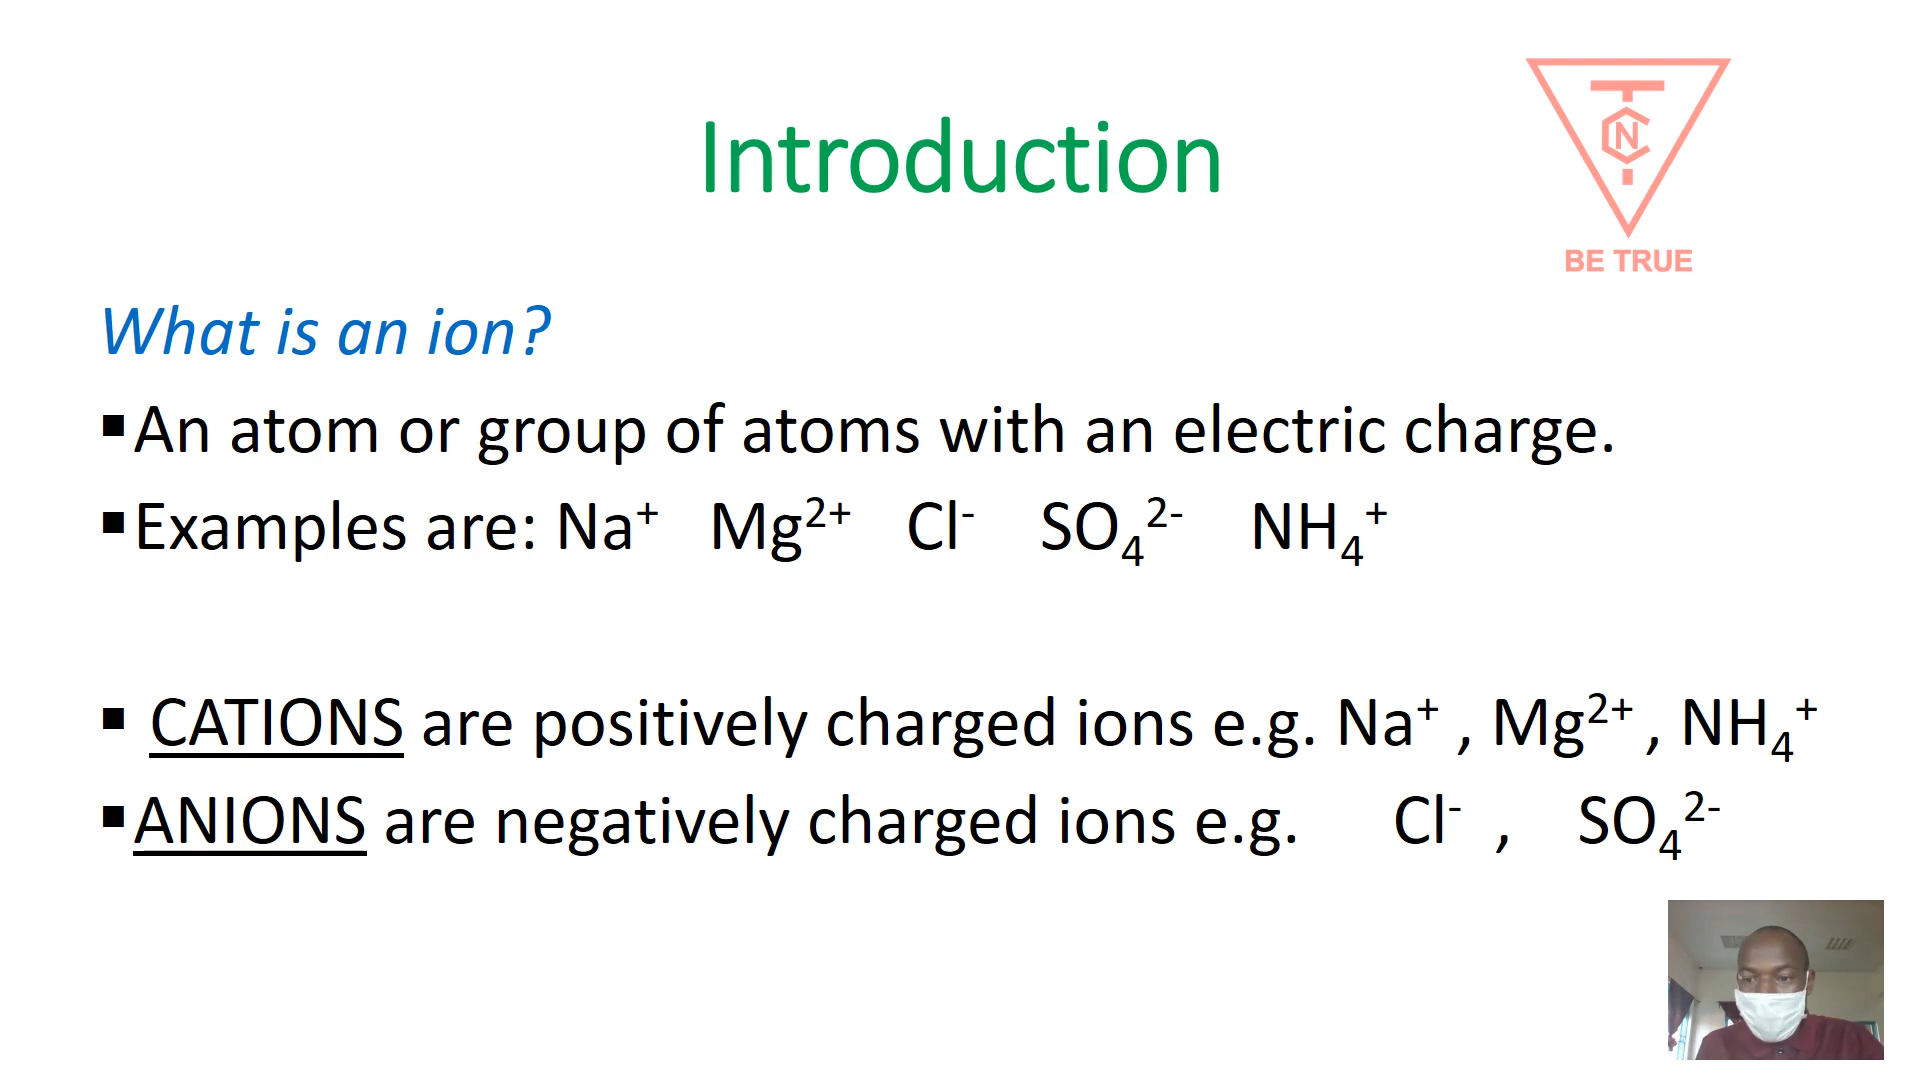 Introduction
T
C
N
I
BE TRUE
What is an ion?
▪An atom or group of atoms with an electric charge.
▪Examples are: Na⁺ Mg²⁺ Cl⁻ SO₄²⁻ NH₄⁺
▪ CATIONS are positively charged ions e.g. Na⁺ , Mg²⁺ , NH₄⁺
▪ANIONS are negatively charged ions e.g. Cl⁻ , SO₄²⁻